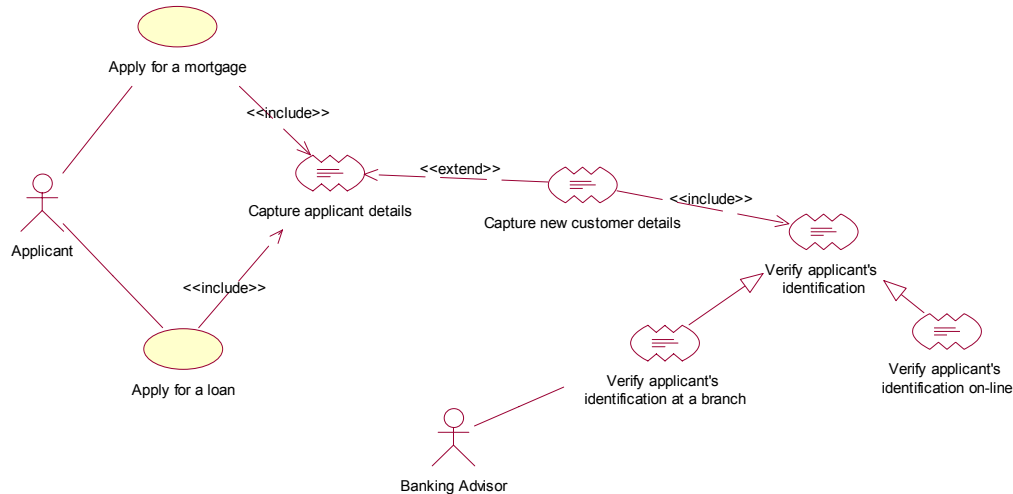 Apply for a mortgage
<<include>>
<<extend>>
Capture applicant details
Capture new customer details
<<include>>
Applicant
Verify applicant's
identification
<<include>>
Apply for a loan
Verify applicant's
identification at a branch
Verify applicant's
identification on-line
Banking Advisor